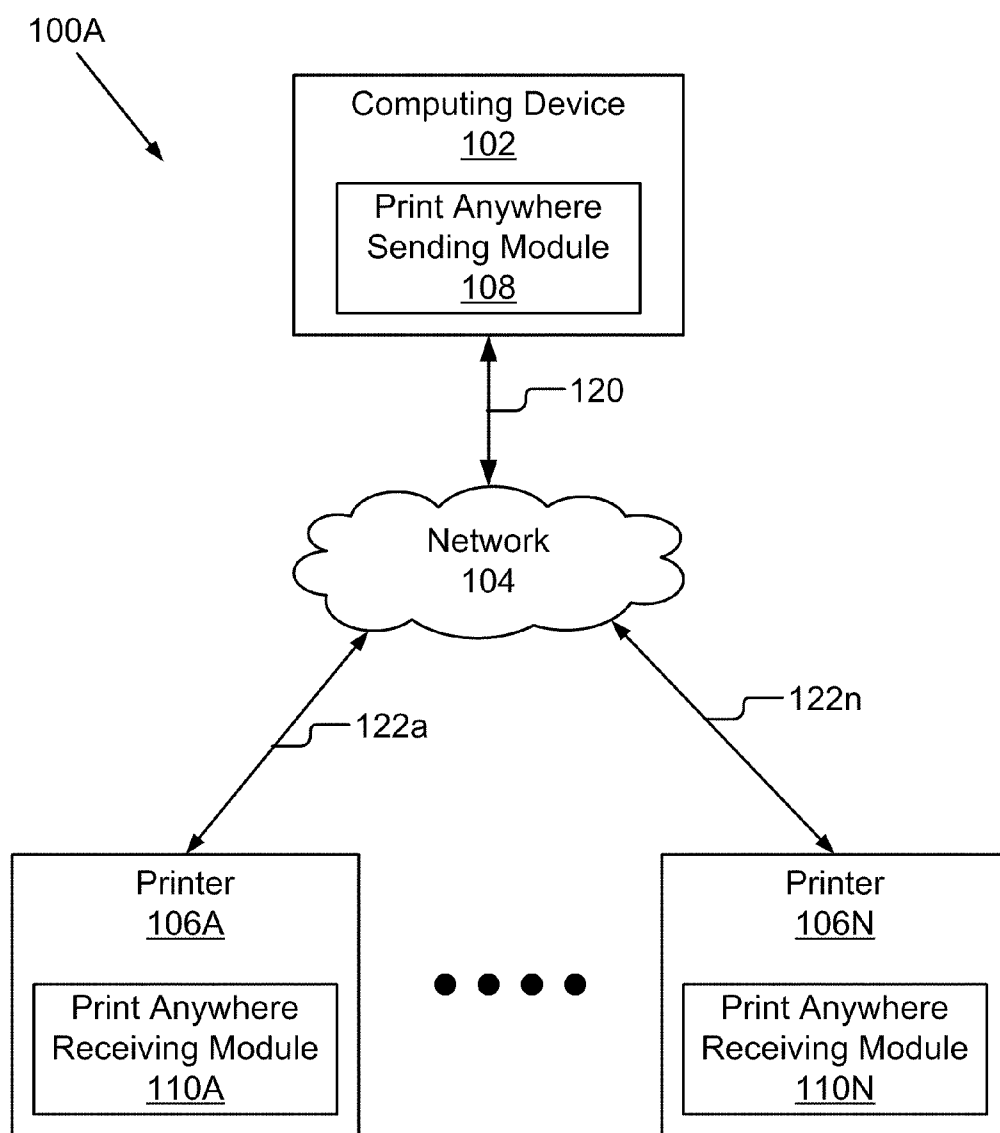 100A
Computing Device
102
Print Anywhere
Sending Module
108
120
Network
104
122a
122n
Printer
106A
Print Anywhere
Receiving Module
110A
Printer
106N
Print Anywhere
Receiving Module
110N